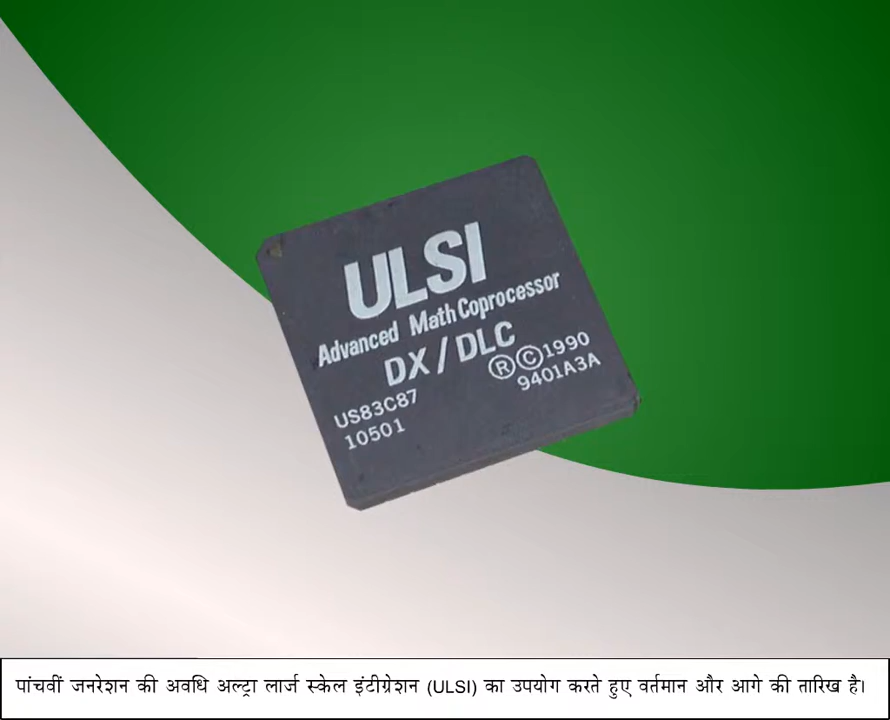 ULSI
Advanced Math Coprocessor
DX / DLC
®©1990
9401A3A
US83C87
10501
पांचवीं जनरेशन की अवधि अल्ट्रा लार्ज स्केल इंटीग्रेशन (ULSI) का उपयोग करते हुए वर्तमान और आगे की तारिख है।